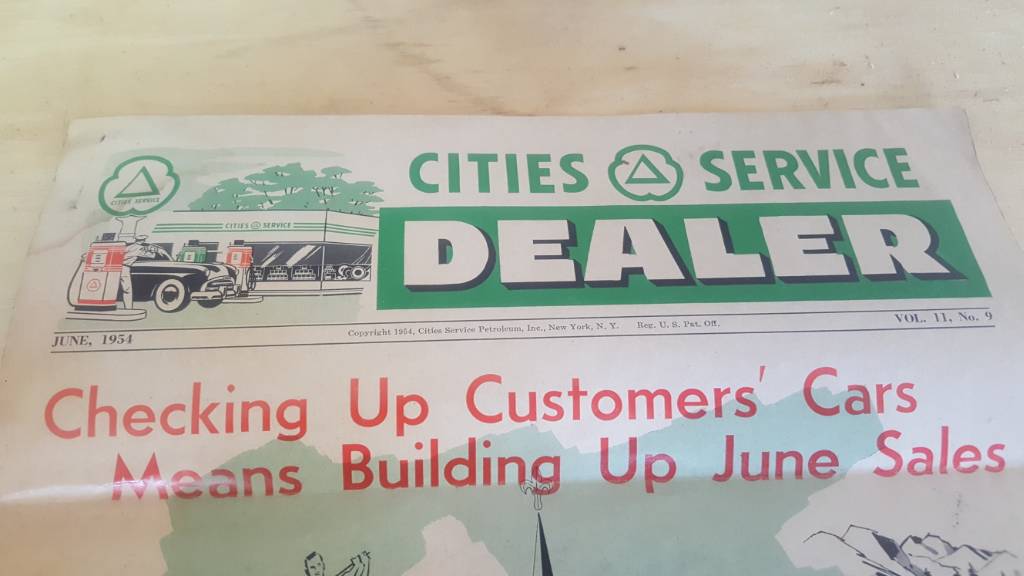 CITIES SERVICE
DEALER
CITIES SERVICE
CITIES SERVICE
JUNE, 1954
Copyright 1954, Cities Service Petroleum, Inc., New York, N. Y. Reg. U. S. Pat. Off.
VOL. 11, No. 9
Checking Up Customers' Cars
Means Building Up June Sales